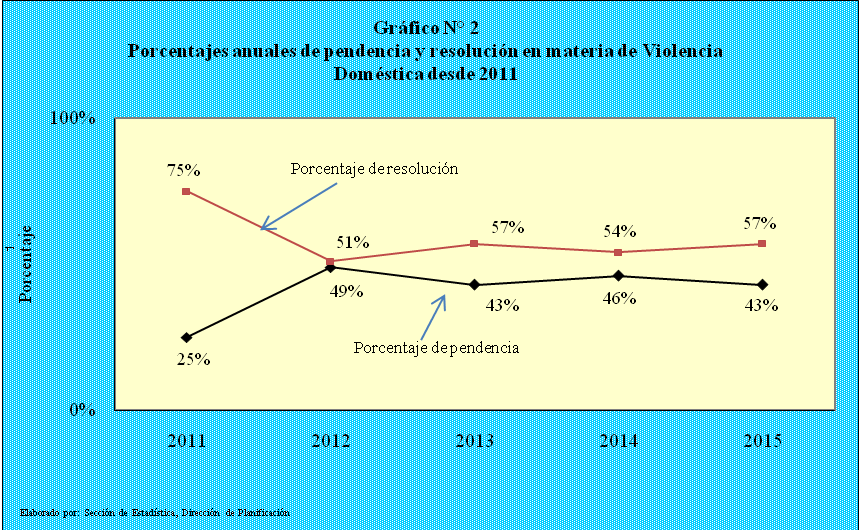 Gráfico N° 2
Porcentajes anuales de pendencia y resolución en materia de Violencia
Doméstica desde 2011
100%
75%
Porcentaje de resolución
51%
57%
54%
57%
49%
43%
46%
43%
Porcentaje de pendencia
25%
1
Porcentaje
0%
2011
2012
2013
2014
2015
Elaborado por: Sección de Estadística, Dirección de Planificación